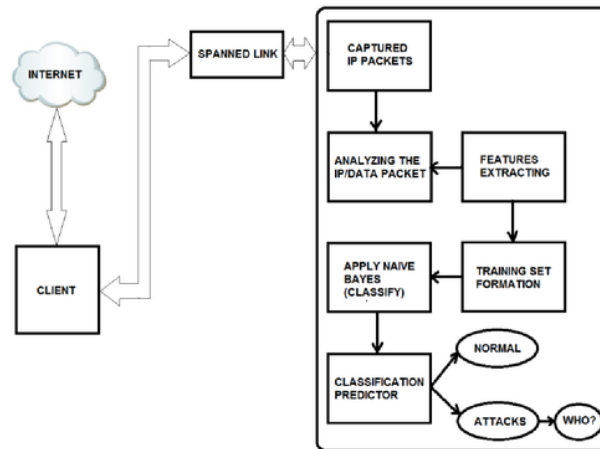 INTERNET
CLIENT
SPANNED LINK
CAPTURED
IP PACKETS
ANALYZING THE
IP/DATA PACKET
FEATURES
EXTRACTING
APPLY NAIVE
BAYES
(CLASSIFY)
TRAINING SET
FORMATION
CLASSIFICATION
PREDICTOR
NORMAL
ATTACKS
WHO?